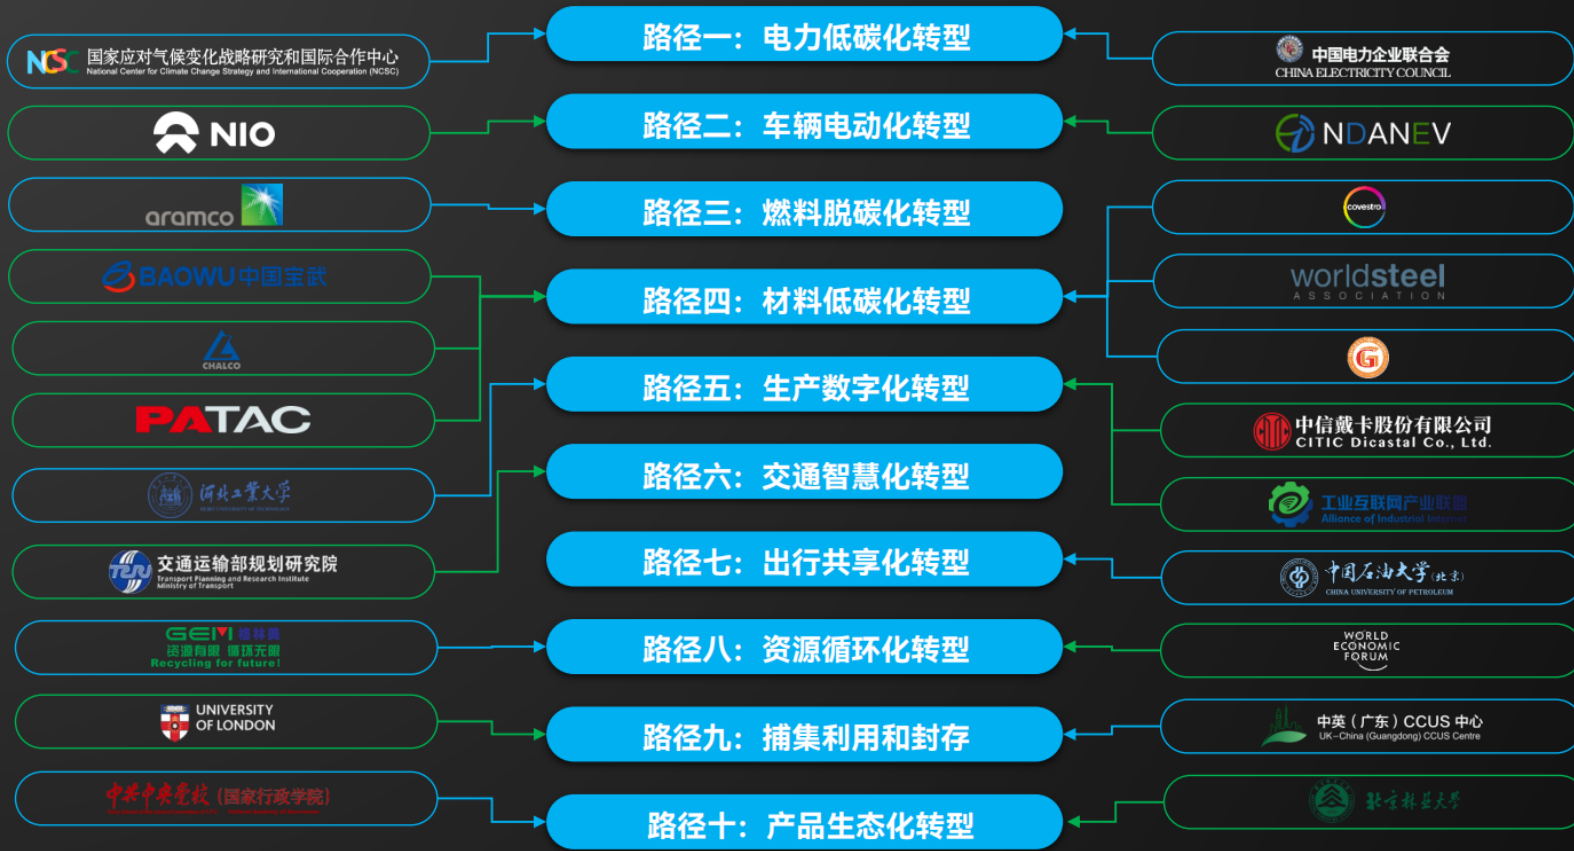 路径一：电力低碳化转型
NCSC 国家应对气候变化战略研究和国际合作中心
National Center for Climate Change Strategy and International Cooperation (NCSC)
中国电力企业联合会
CHINA ELECTRICITY COUNCIL
NIO
路径二：车辆电动化转型
NDANEV
aramco
路径三：燃料脱碳化转型
covestro
BAOWU 中国宝武
路径四：材料低碳化转型
worldsteel
ASSOCIATION
CHALCO
G
PATAC
路径五：生产数字化转型
中信戴卡股份有限公司
CITIC Dicastal Co., Ltd.
河北工业大学
HEBEI UNIVERSITY OF TECHNOLOGY
路径六：交通智慧化转型
工业互联网产业联盟
Alliance of Industrial Internet
交通运输部规划研究院
Transport Planning and Research Institute
Ministry of Transport
路径七：出行共享化转型
中国石油大学(北京)
CHINA UNIVERSITY OF PETROLEUM
GEM 格林美
资源有限 循环无限
Recycling for future!
路径八：资源循环化转型
WORLD
ECONOMIC
FORUM
UNIVERSITY
OF LONDON
路径九：捕集利用和封存
中英（广东）CCUS 中心
UK-China (Guangdong) CCUS Centre
中共中央党校（国家行政学院）
路径十：产品生态化转型
北京林业大学